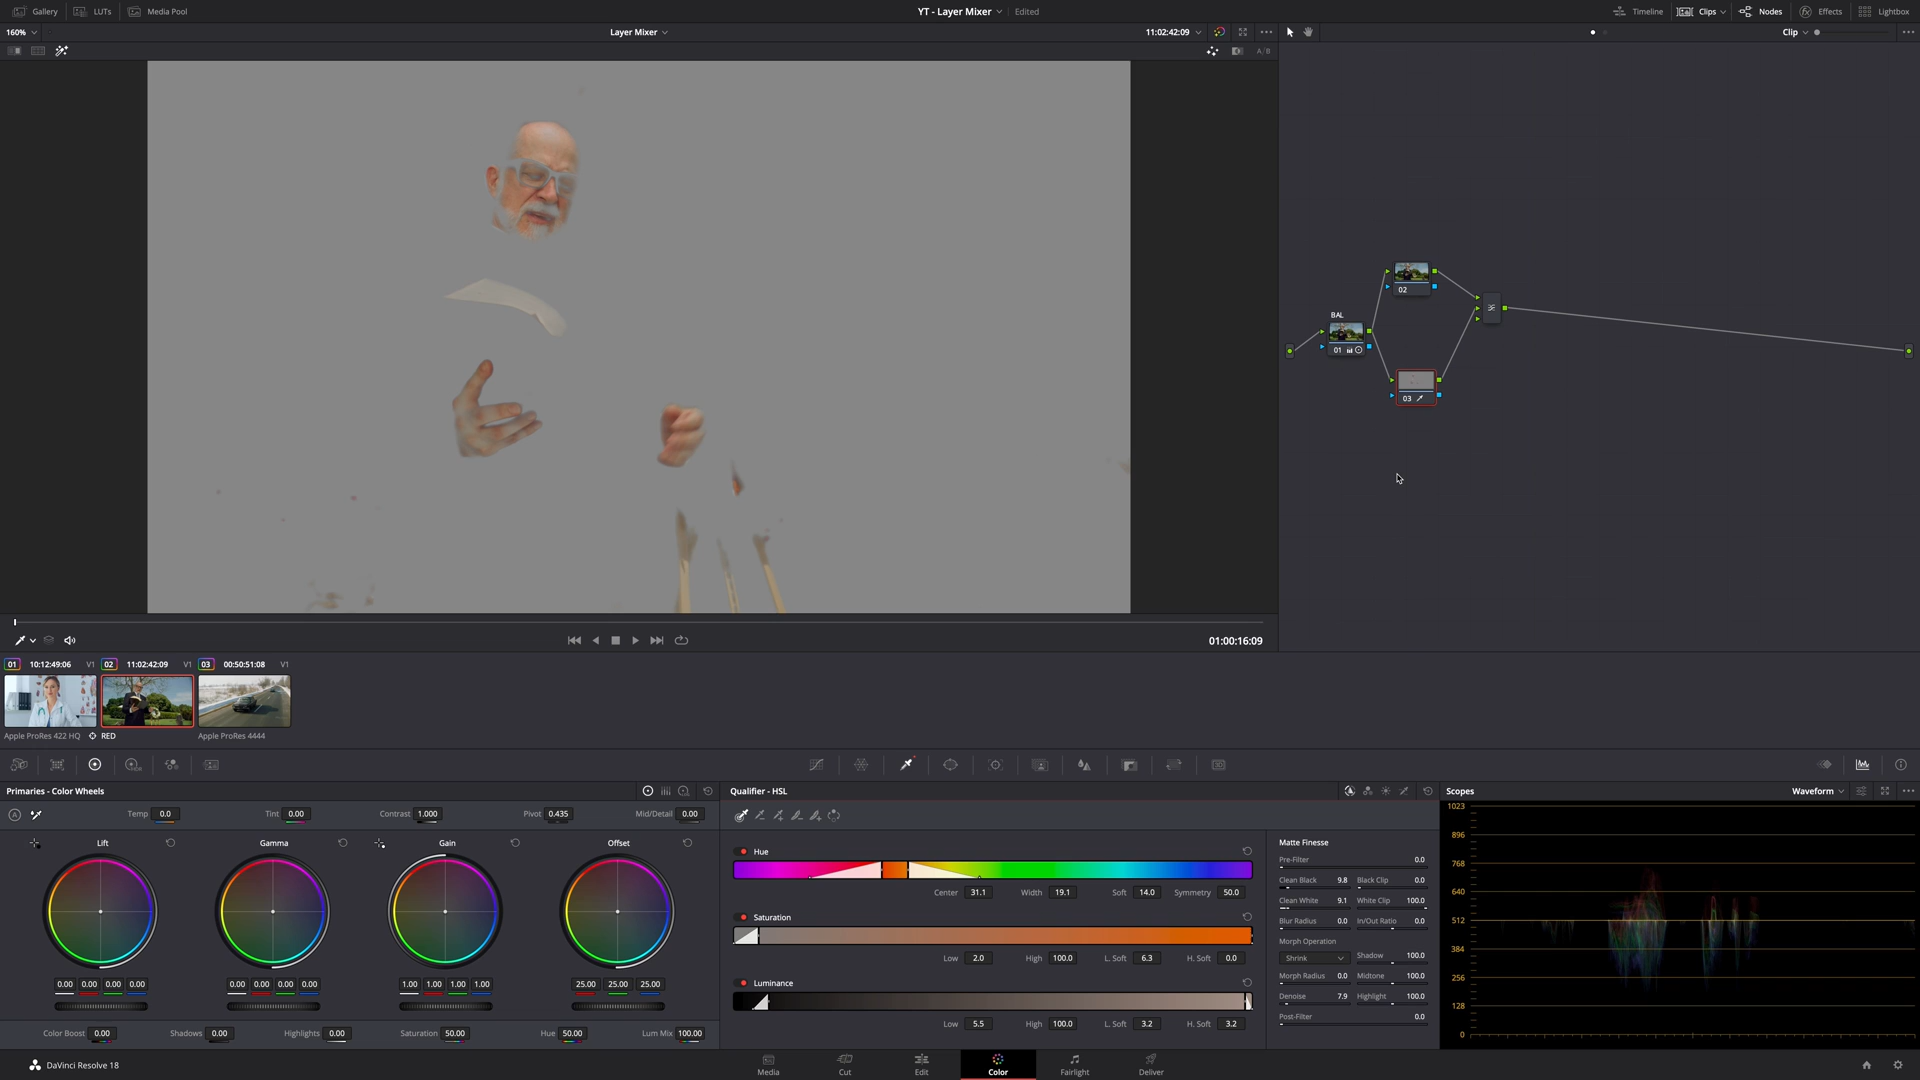 Gallery LUTs Media Pool YT - Layer Mixer Edited Timeline Clips Nodes Effects Lightbox
160% Layer Mixer 11:02:42:09 Clip
A/B
02
BAL
01
03
01:00:16:09
01 10:12:49:06 V1 02 11:02:42:09 V1 03 00:50:51:08 V1
Apple ProRes 422 HQ RED Apple ProRes 4444
3D
Primaries - Color Wheels Qualifier - HSL Scopes Waveform
A Temp 0.0 Tint 0.00 Contrast 1.000 Pivot 0.435 Mid/Detail 0.00
Lift Gamma Gain Offset
0.00 0.00 0.00 0.00 0.00 0.00 0.00 0.00 1.00 1.00 1.00 1.00 25.00 25.00 25.00
Color Boost 0.00 Shadows 0.00 Highlights 0.00 Saturation 50.00 Hue 50.00 Lum Mix 100.00
Hue
Center 31.1 Width 19.1 Soft 14.0 Symmetry 50.0
Saturation
Low 2.0 High 100.0 L. Soft 6.3 H. Soft 0.0
Luminance
Low 5.5 High 100.0 L. Soft 3.2 H. Soft 3.2
Matte Finesse
Pre-Filter 0.0
Clean Black 9.8 Black Clip 0.0
Clean White 9.1 White Clip 100.0
Blur Radius 0.0 In/Out Ratio 0.0
Morph Operation
Shrink Shadow 100.0
Morph Radius 0.0 Midtone 100.0
Denoise 7.9 Highlight 100.0
Post-Filter 0.0
1023
896
768
640
512
384
256
128
0
DaVinci Resolve 18 Media Cut Edit Color Fairlight Deliver